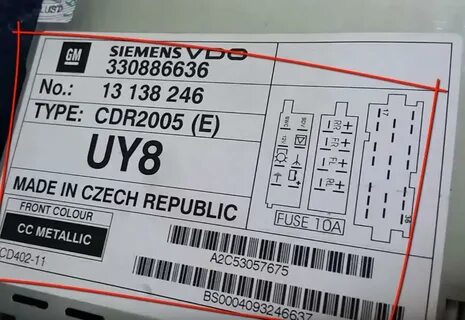 GM SIEMENS VDO
330886636
No.: 13 138 246
TYPE: CDR2005 (E)
UY8
MADE IN CZECH REPUBLIC
FRONT COLOUR
CC METALLIC
CD402-11
FUSE 10A
A2C53057675
BS0004093246637